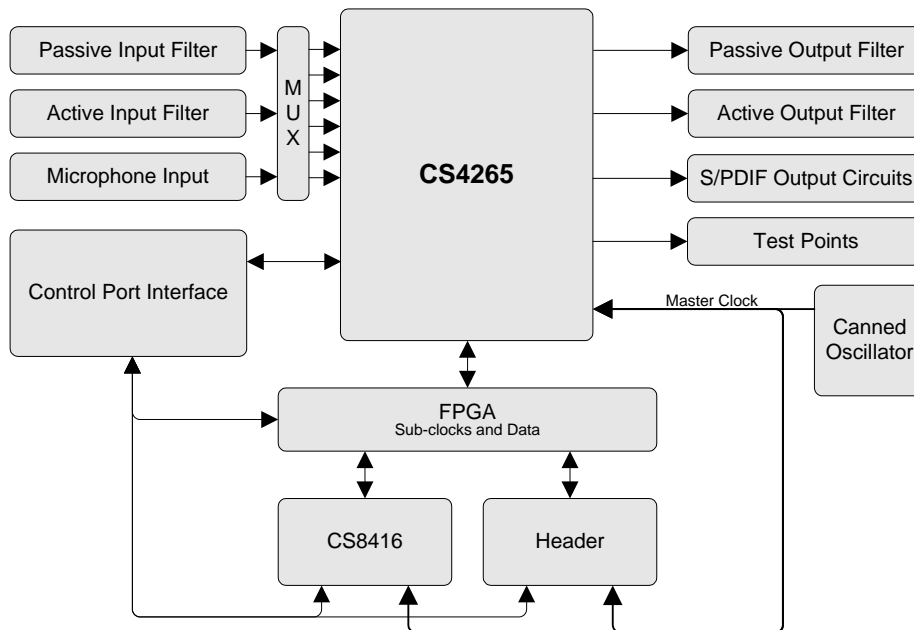 Passive Input Filter
Active Input Filter
Microphone Input
M
U
X
CS4265
Passive Output Filter
Active Output Filter
S/PDIF Output Circuits
Test Points
Control Port Interface
Master Clock
Canned
Oscillator
FPGA
Sub-clocks and Data
CS8416
Header